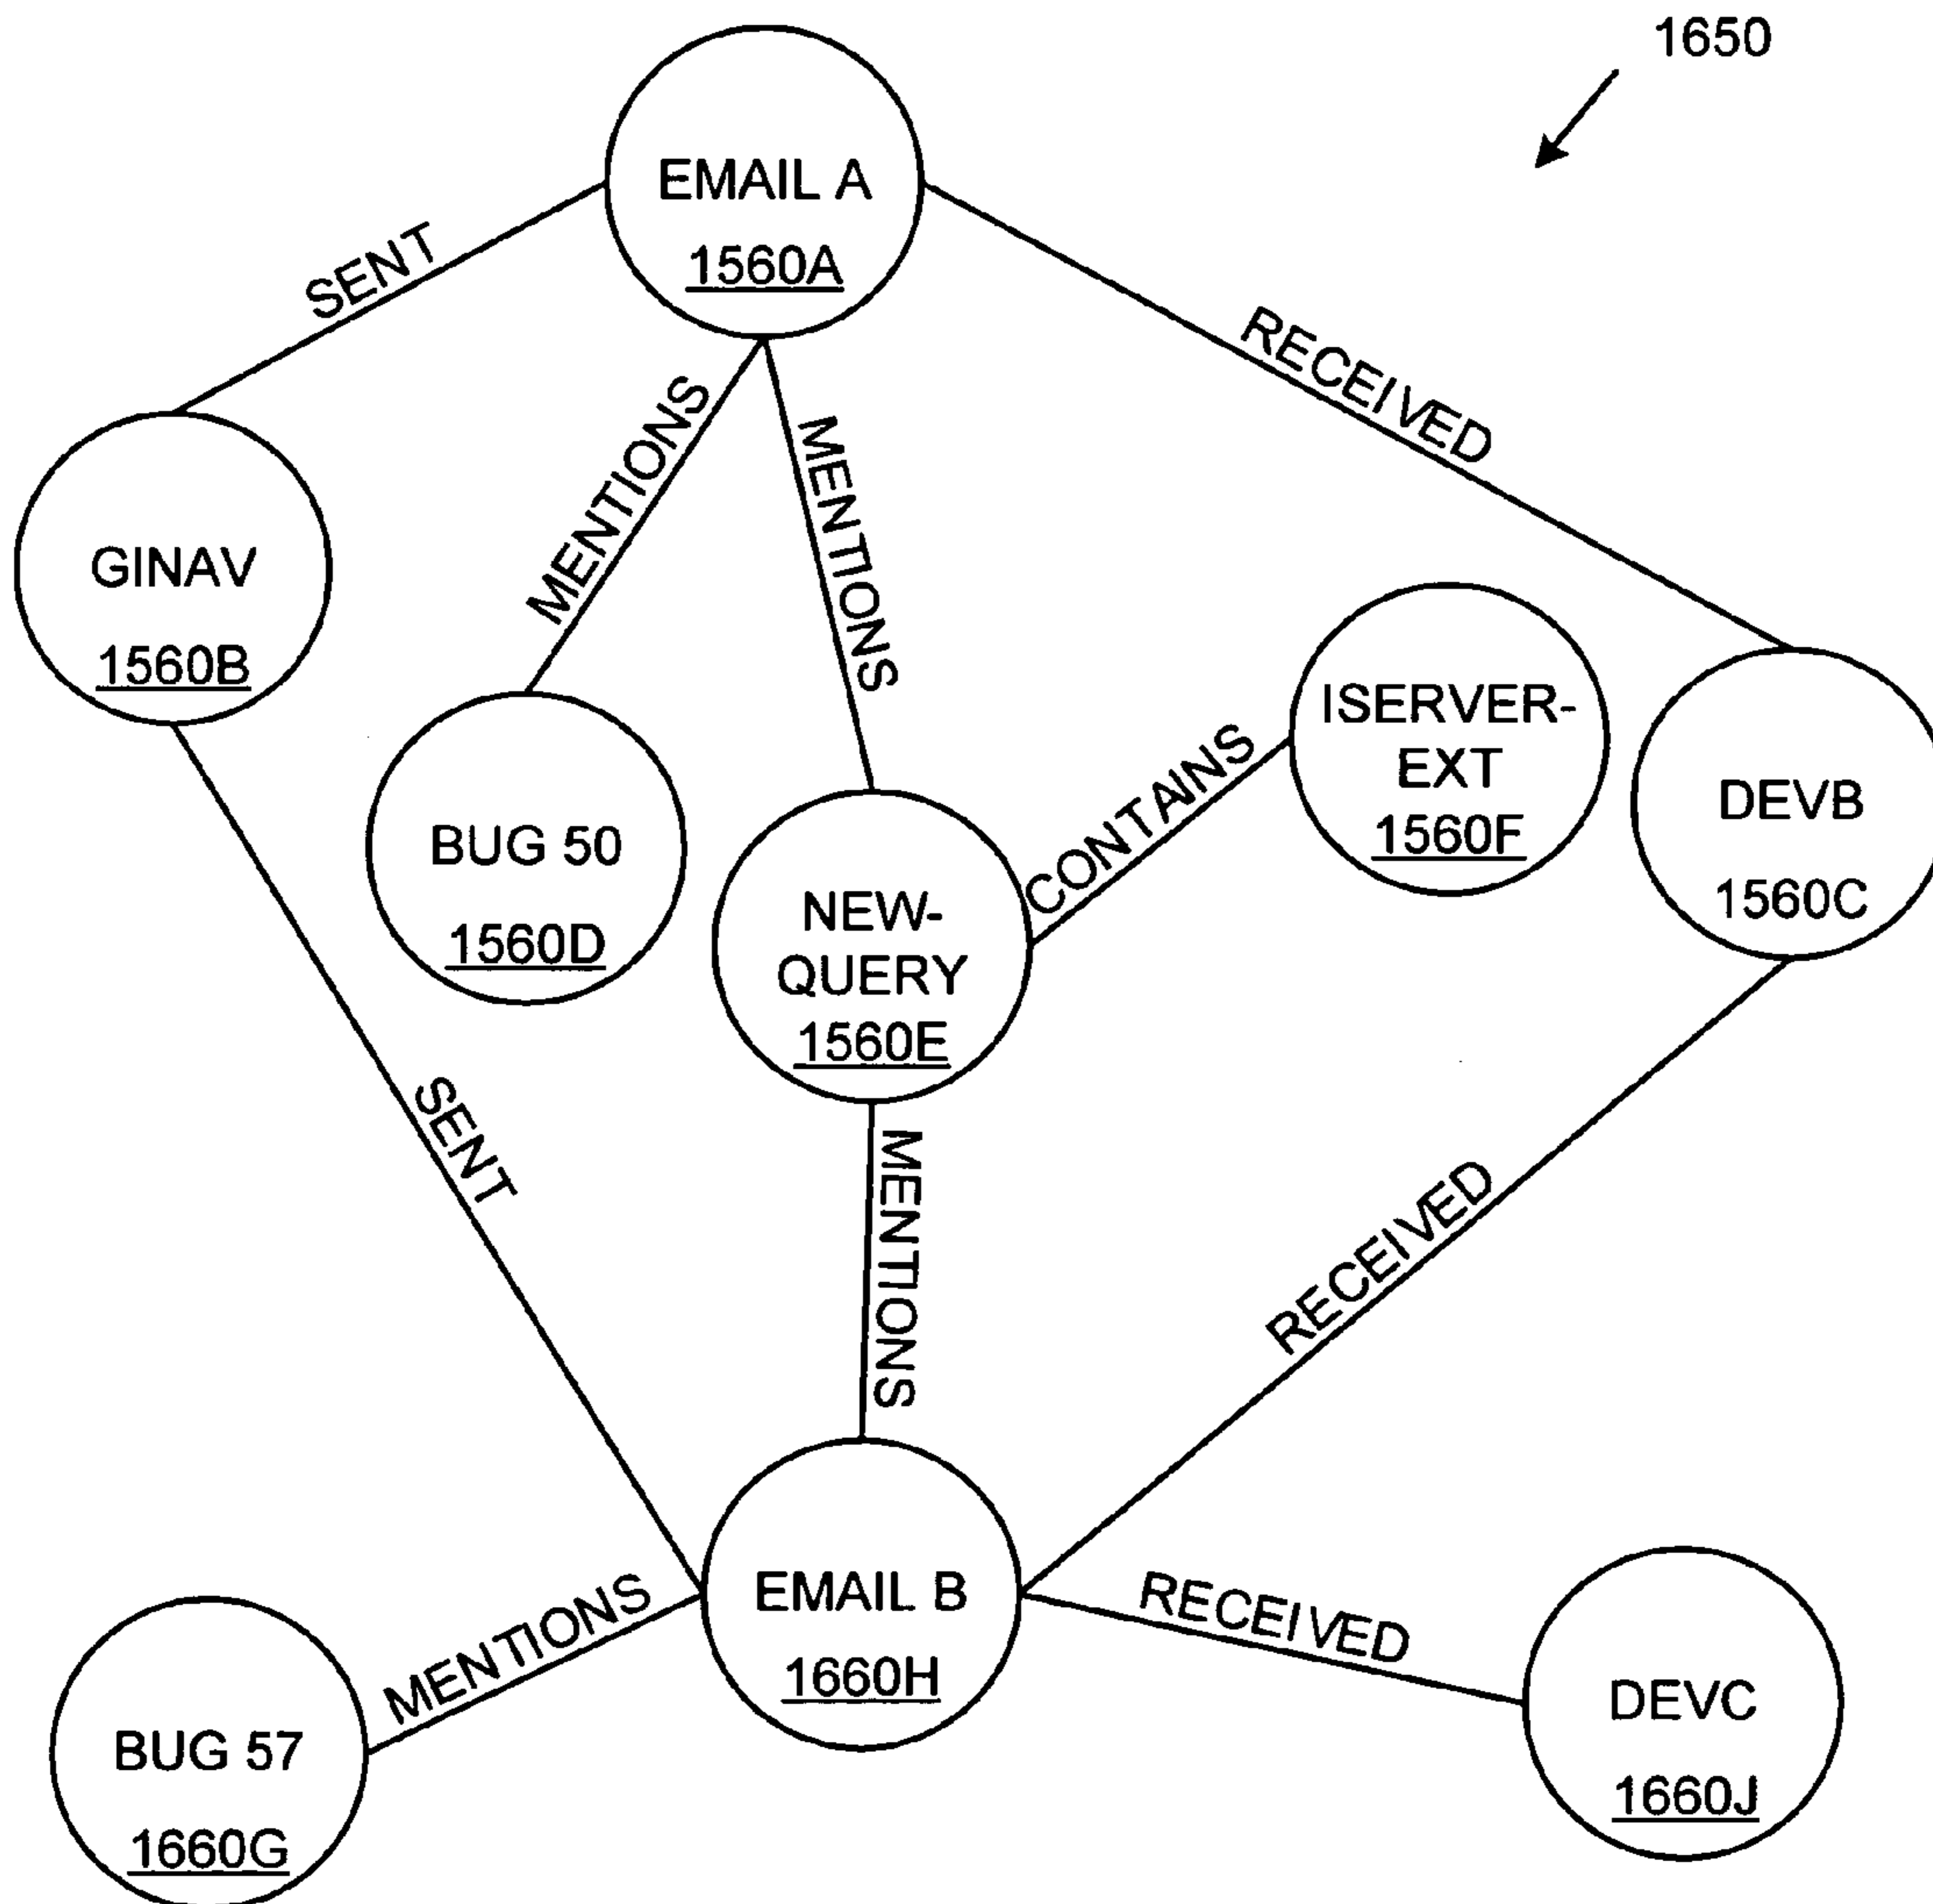 1650
EMAIL A
1560A
SENT
RECEIVED
MENTIONS
MENTIONS
GINAV
1560B
ISERVER-
EXT
1560F
DEVB
1560C
CONTAINS
BUG 50
1560D
NEW-
QUERY
1560E
SENT
MENTIONS
RECEIVED
EMAIL B
1660H
MENTIONS
RECEIVED
BUG 57
1660G
DEVC
1660J